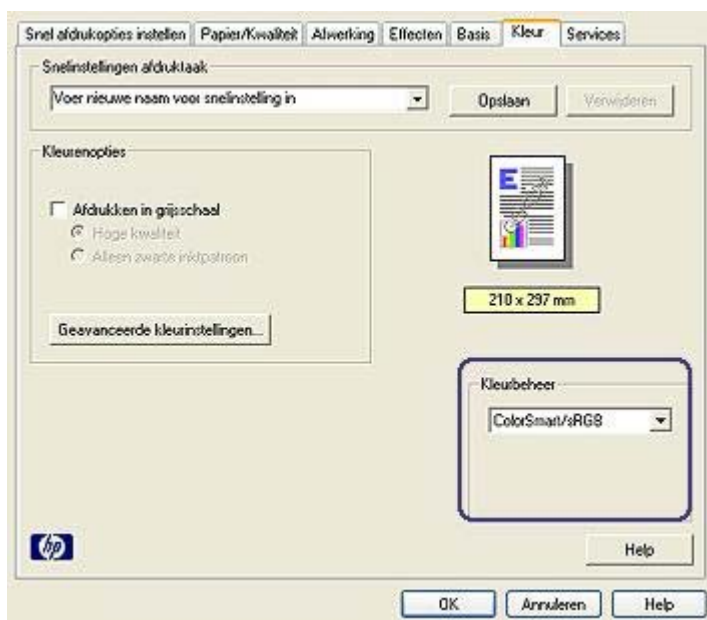 Snel afdrukopties instellen Papier/Kwaliteit Afwerking Effecten Basis Kleur Services
Snelinstellingen afdruktaak
Voer nieuwe naam voor snelinstelling in Opslaan Verwijderen
Kleurenopties
Afdrukken in grijsschaal
Hoge kwaliteit
Alleen zwarte inktpatroon
E
210 x 297 mm
Geavanceerde kleurinstellingen...
Kleurbeheer
ColorSmart/sRGB
hp
Help
OK Annuleren Help